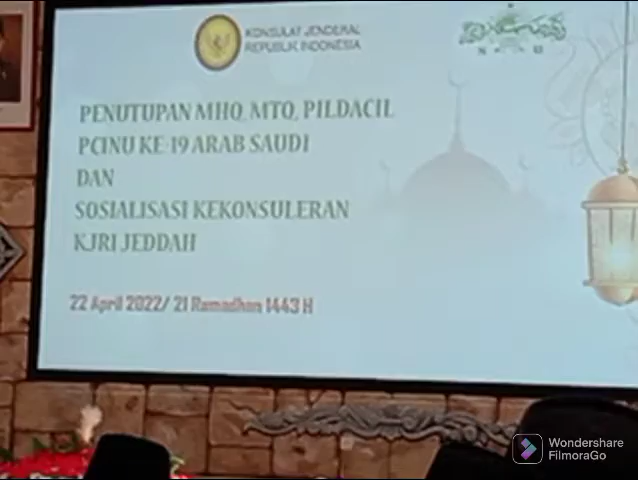 KONSULAT JENDERAL
REPUBLIK INDONESIA
N U
PENUTUPAN MHQ, MTQ, PILDACIL
PCINU KE-19 ARAB SAUDI
DAN
SOSIALISASI KEKONSULERAN
KJRI JEDDAH
22 April 2022/ 21 Ramadhan 1443 H
Wondershare
FilmoraGo